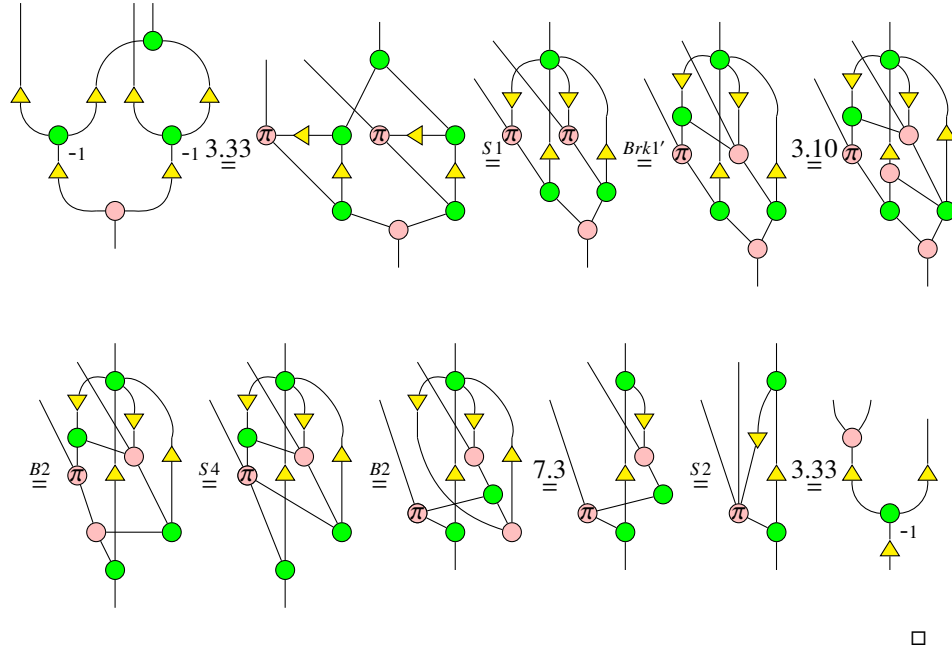 -1 -1 3.33 = π π S1 = π π Brk1′ = π 3.10 = π
B2 = π S4 = π B2 = π 7.3 = π S2 = π 3.33 = -1
□